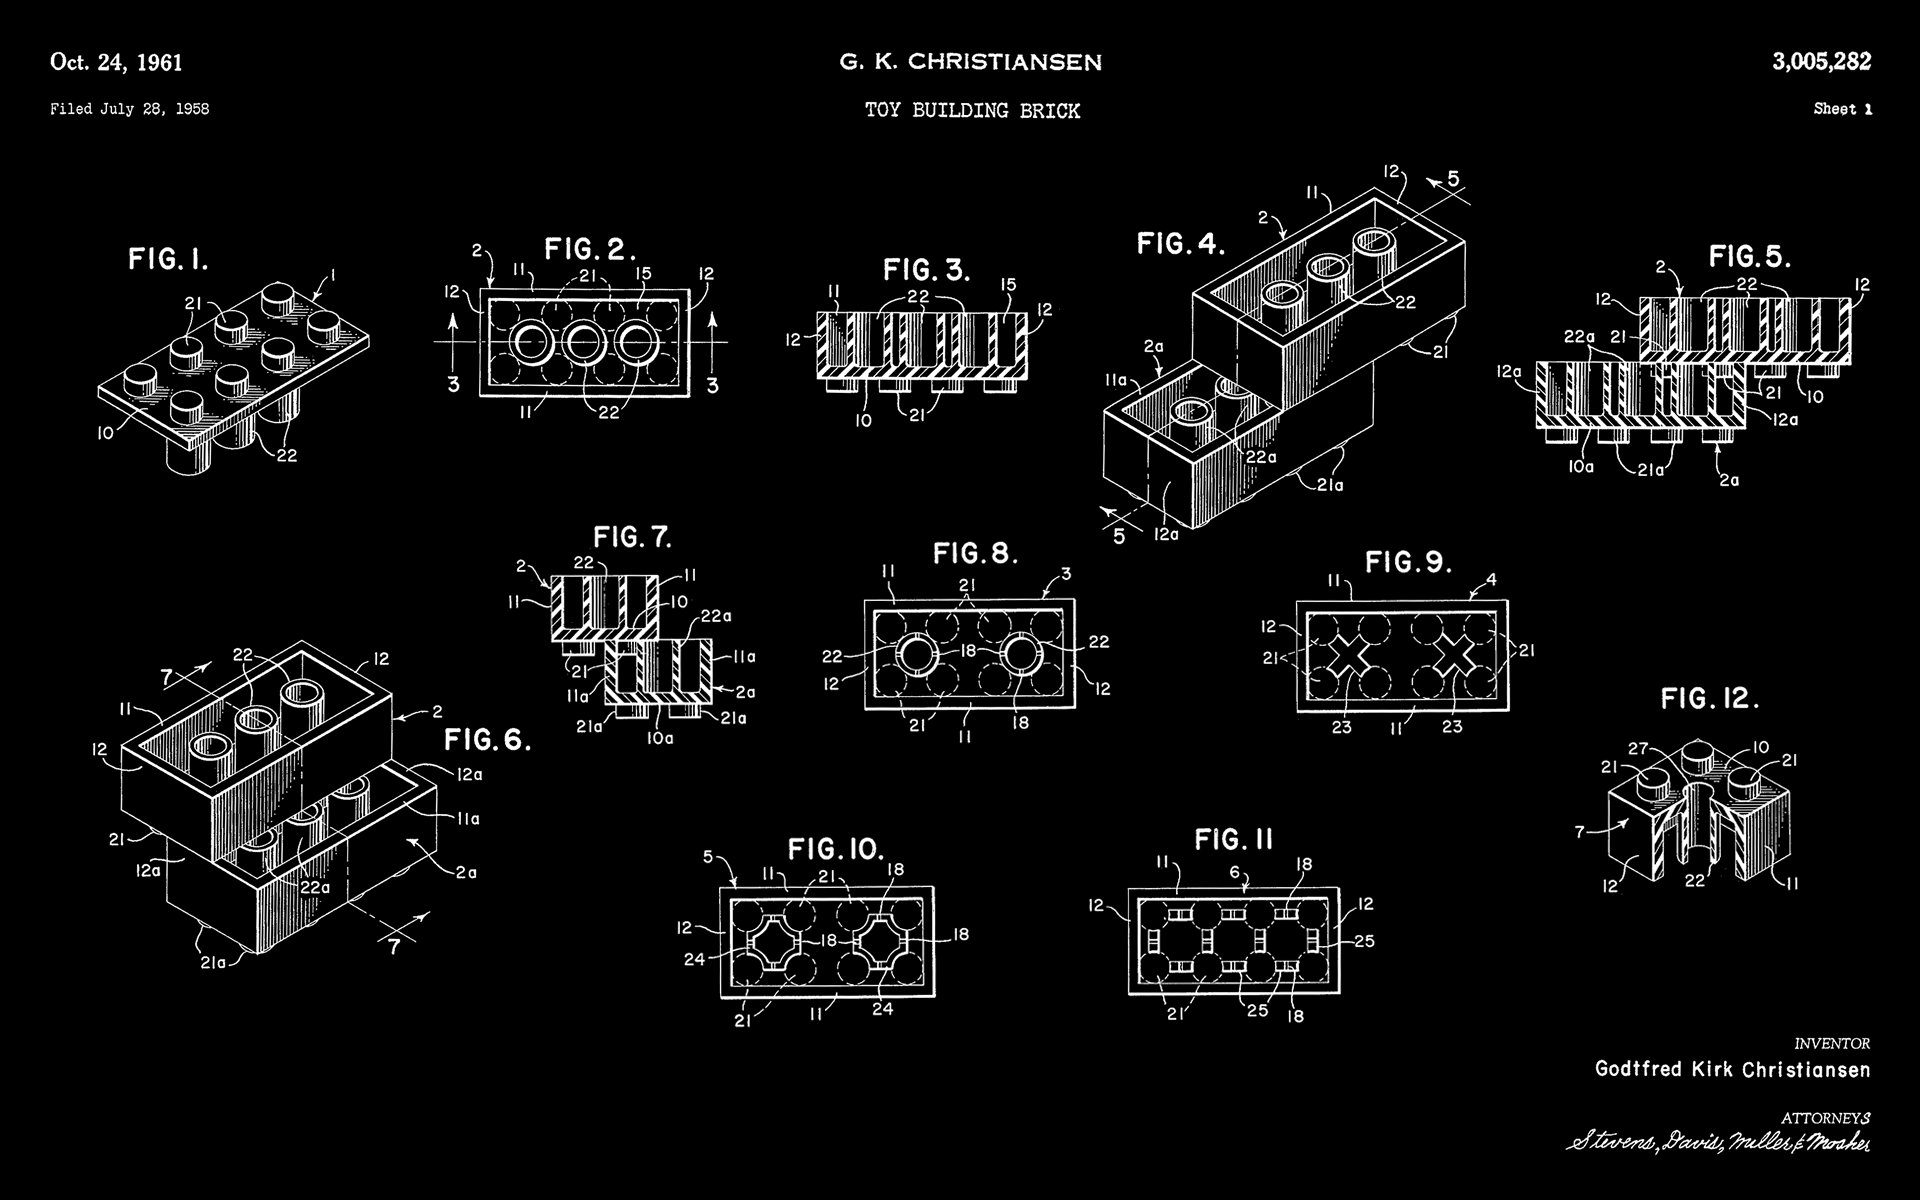 Oct. 24, 1961
G. K. CHRISTIANSEN
3,005,282
Filed July 28, 1958
TOY BUILDING BRICK
Sheet 1
FIG. 1.
1
21
10
22
FIG. 2.
2
11
21
15
12
12
3
3
11
22
FIG. 3.
11
22
15
12
12
10
21
FIG. 4.
12
5
11
2
22
21
2a
11a
22a
21a
5
12a
FIG. 5.
2
22
12
12
22a
21
12a
21
10
12a
10a
21a
2a
FIG. 6.
7
22
12
11
2
12
12a
11a
21
12a
22a
2a
21a
7
FIG. 7.
2
22
11
11
10
22a
11a
21
11a
2a
21a
10a
21a
FIG. 8.
11
21
3
22
18
22
12
12
21
11
18
FIG. 9.
11
4
12
21
21
23
11
23
FIG. 10.
5
11
21
18
12
18
18
24
21
11
24
FIG. 11
11
6
18
12
12
25
21
25
18
FIG. 12.
27
10
21
21
7
12
22
11
INVENTOR
Godtfred Kirk Christiansen
ATTORNEYS
Stevens, Davis, Miller & Mosher